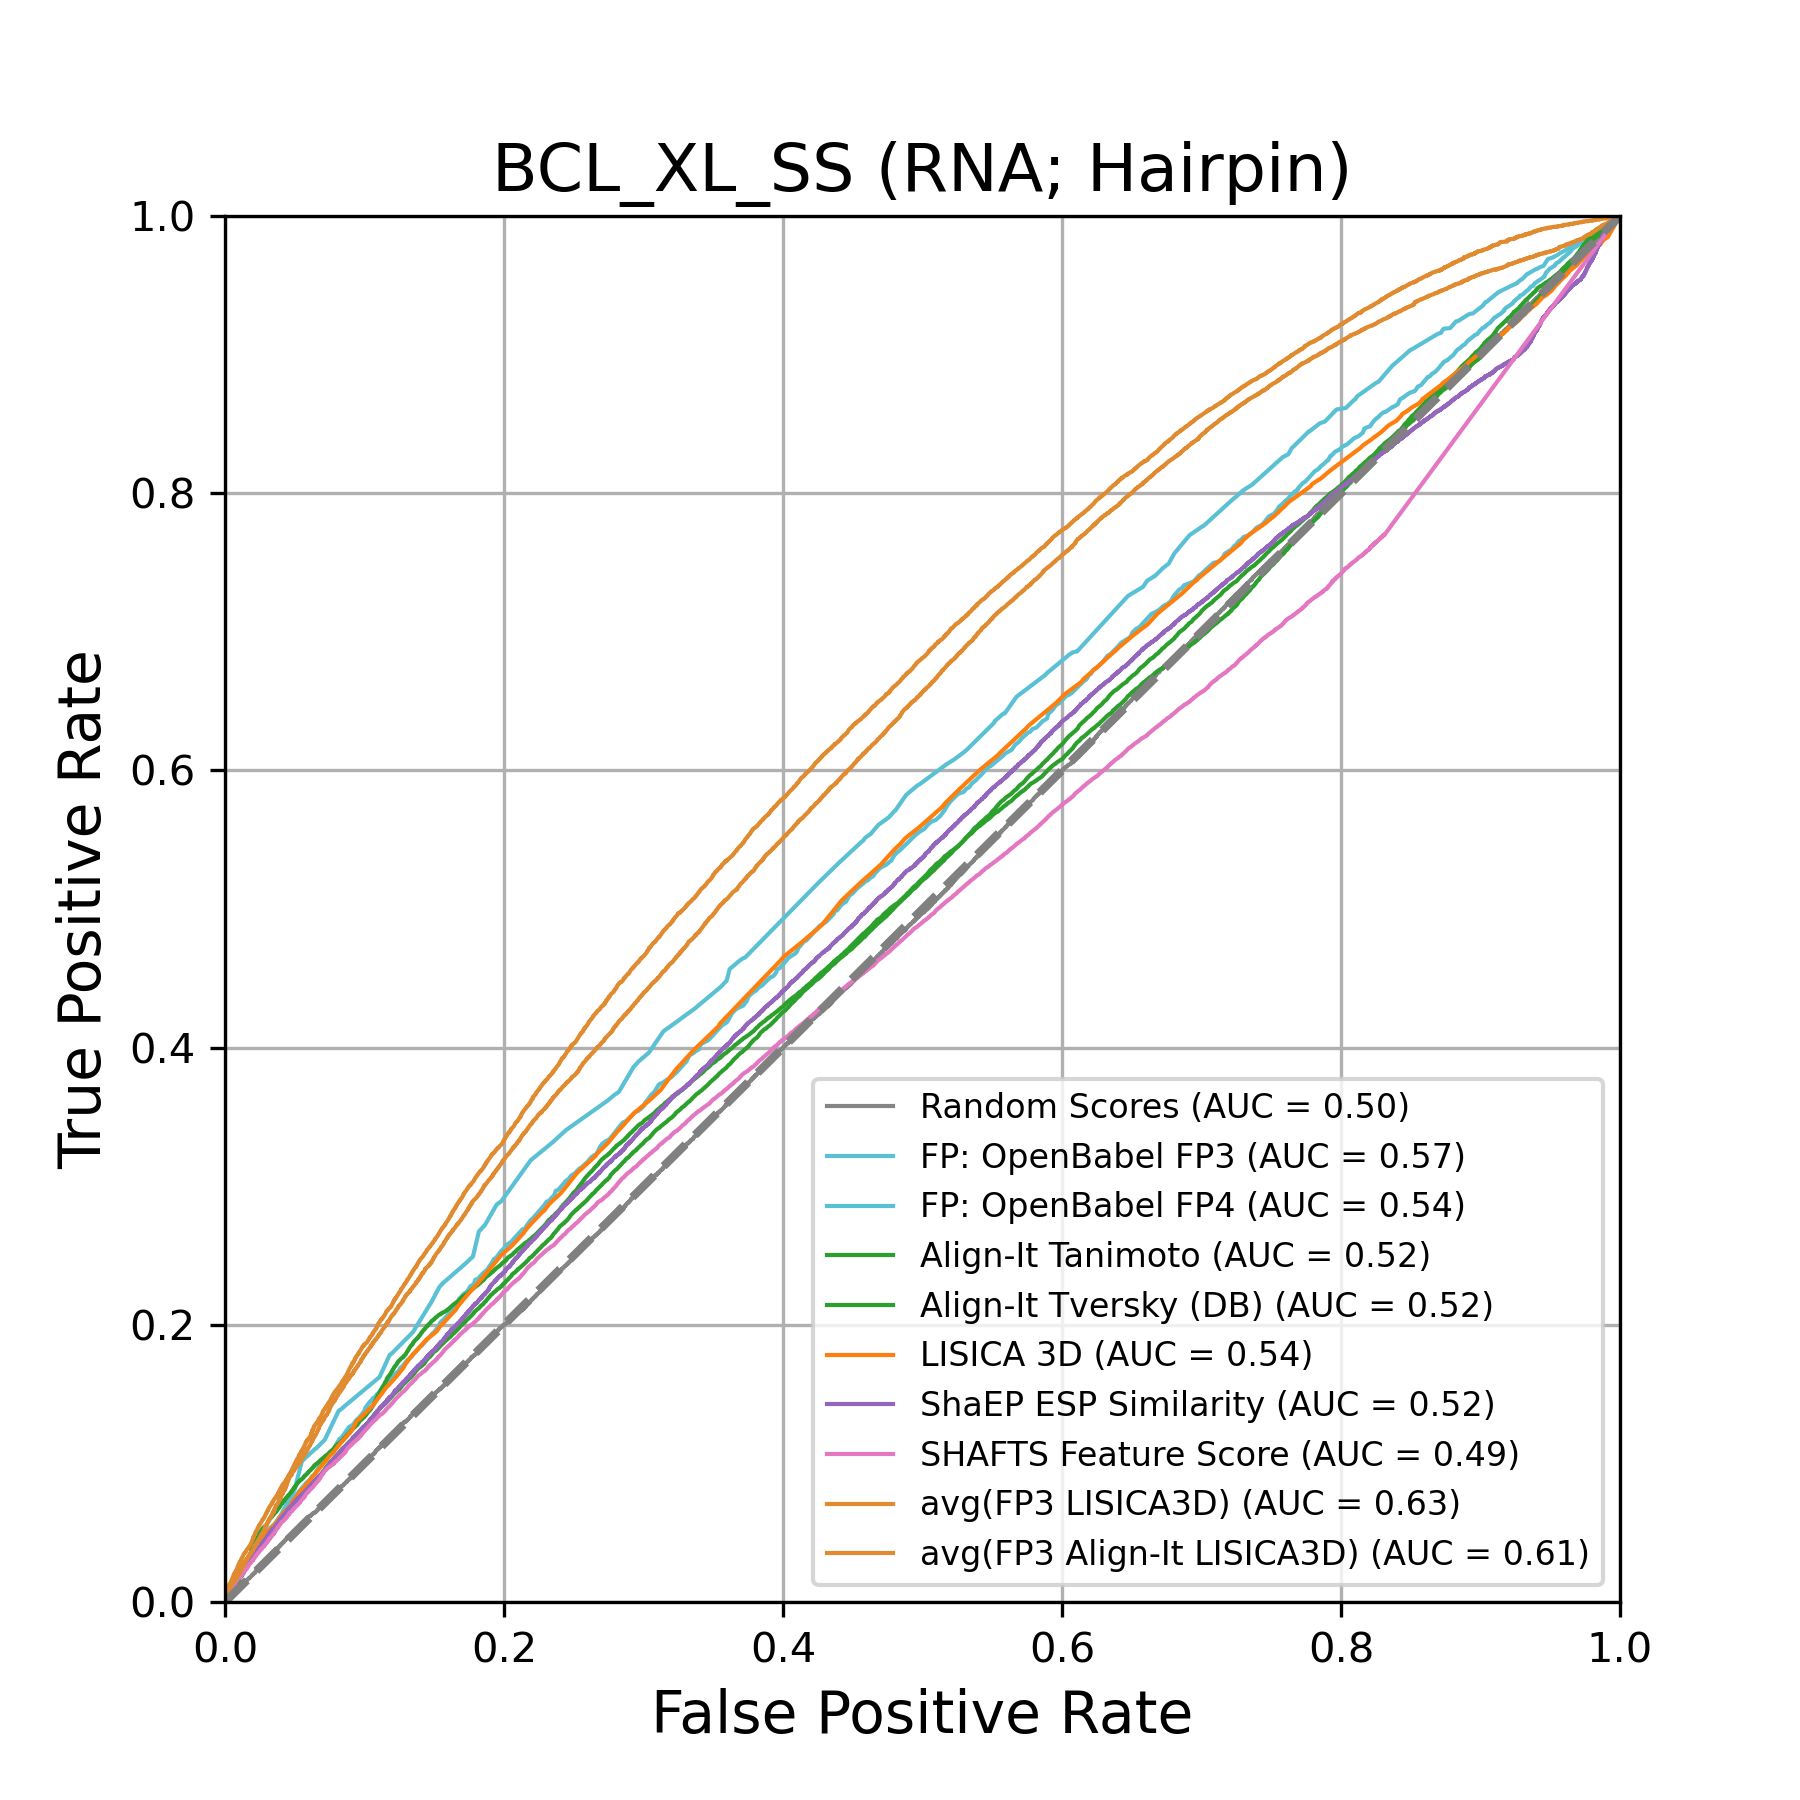 BCL_XL_SS (RNA; Hairpin)
1.0
0.8
0.6
0.4
0.2
0.0
True Positive Rate
Random Scores (AUC = 0.50)
FP: OpenBabel FP3 (AUC = 0.57)
FP: OpenBabel FP4 (AUC = 0.54)
Align-It Tanimoto (AUC = 0.52)
Align-It Tversky (DB) (AUC = 0.52)
LISICA 3D (AUC = 0.54)
ShaEP ESP Similarity (AUC = 0.52)
SHAFTS Feature Score (AUC = 0.49)
avg(FP3 LISICA3D) (AUC = 0.63)
avg(FP3 Align-It LISICA3D) (AUC = 0.61)
0.0 0.2 0.4 0.6 0.8 1.0
False Positive Rate